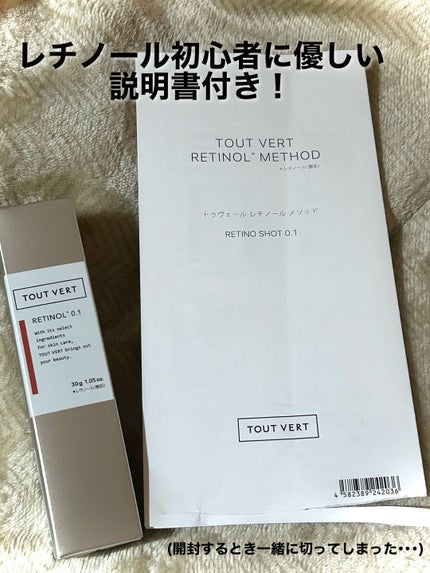 レチノール初心者に優しい
説明書付き！
TOUT VERT
RETINOL* METHOD
*レチノール(整肌)
トゥヴェール レチノール メソッド
RETINO SHOT 0.1
TOUT VERT
4 582389 242036
TOUT VERT
RETINOL* 0.1
With its select
ingredients
for skin care,
TOUT VERT brings out
your beauty.
30g 1.05oz.
*レチノール(整肌)
(開封するとき一緒に切ってしまった･･･)